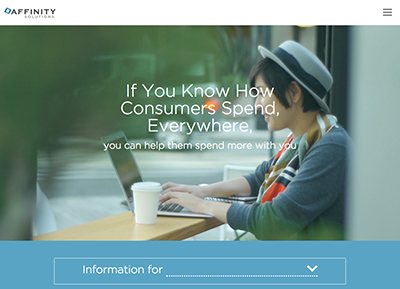 AFFINITY
SOLUTIONS
If You Know How
Consumers Spend,
Everywhere,
you can help them spend more with you
Information for